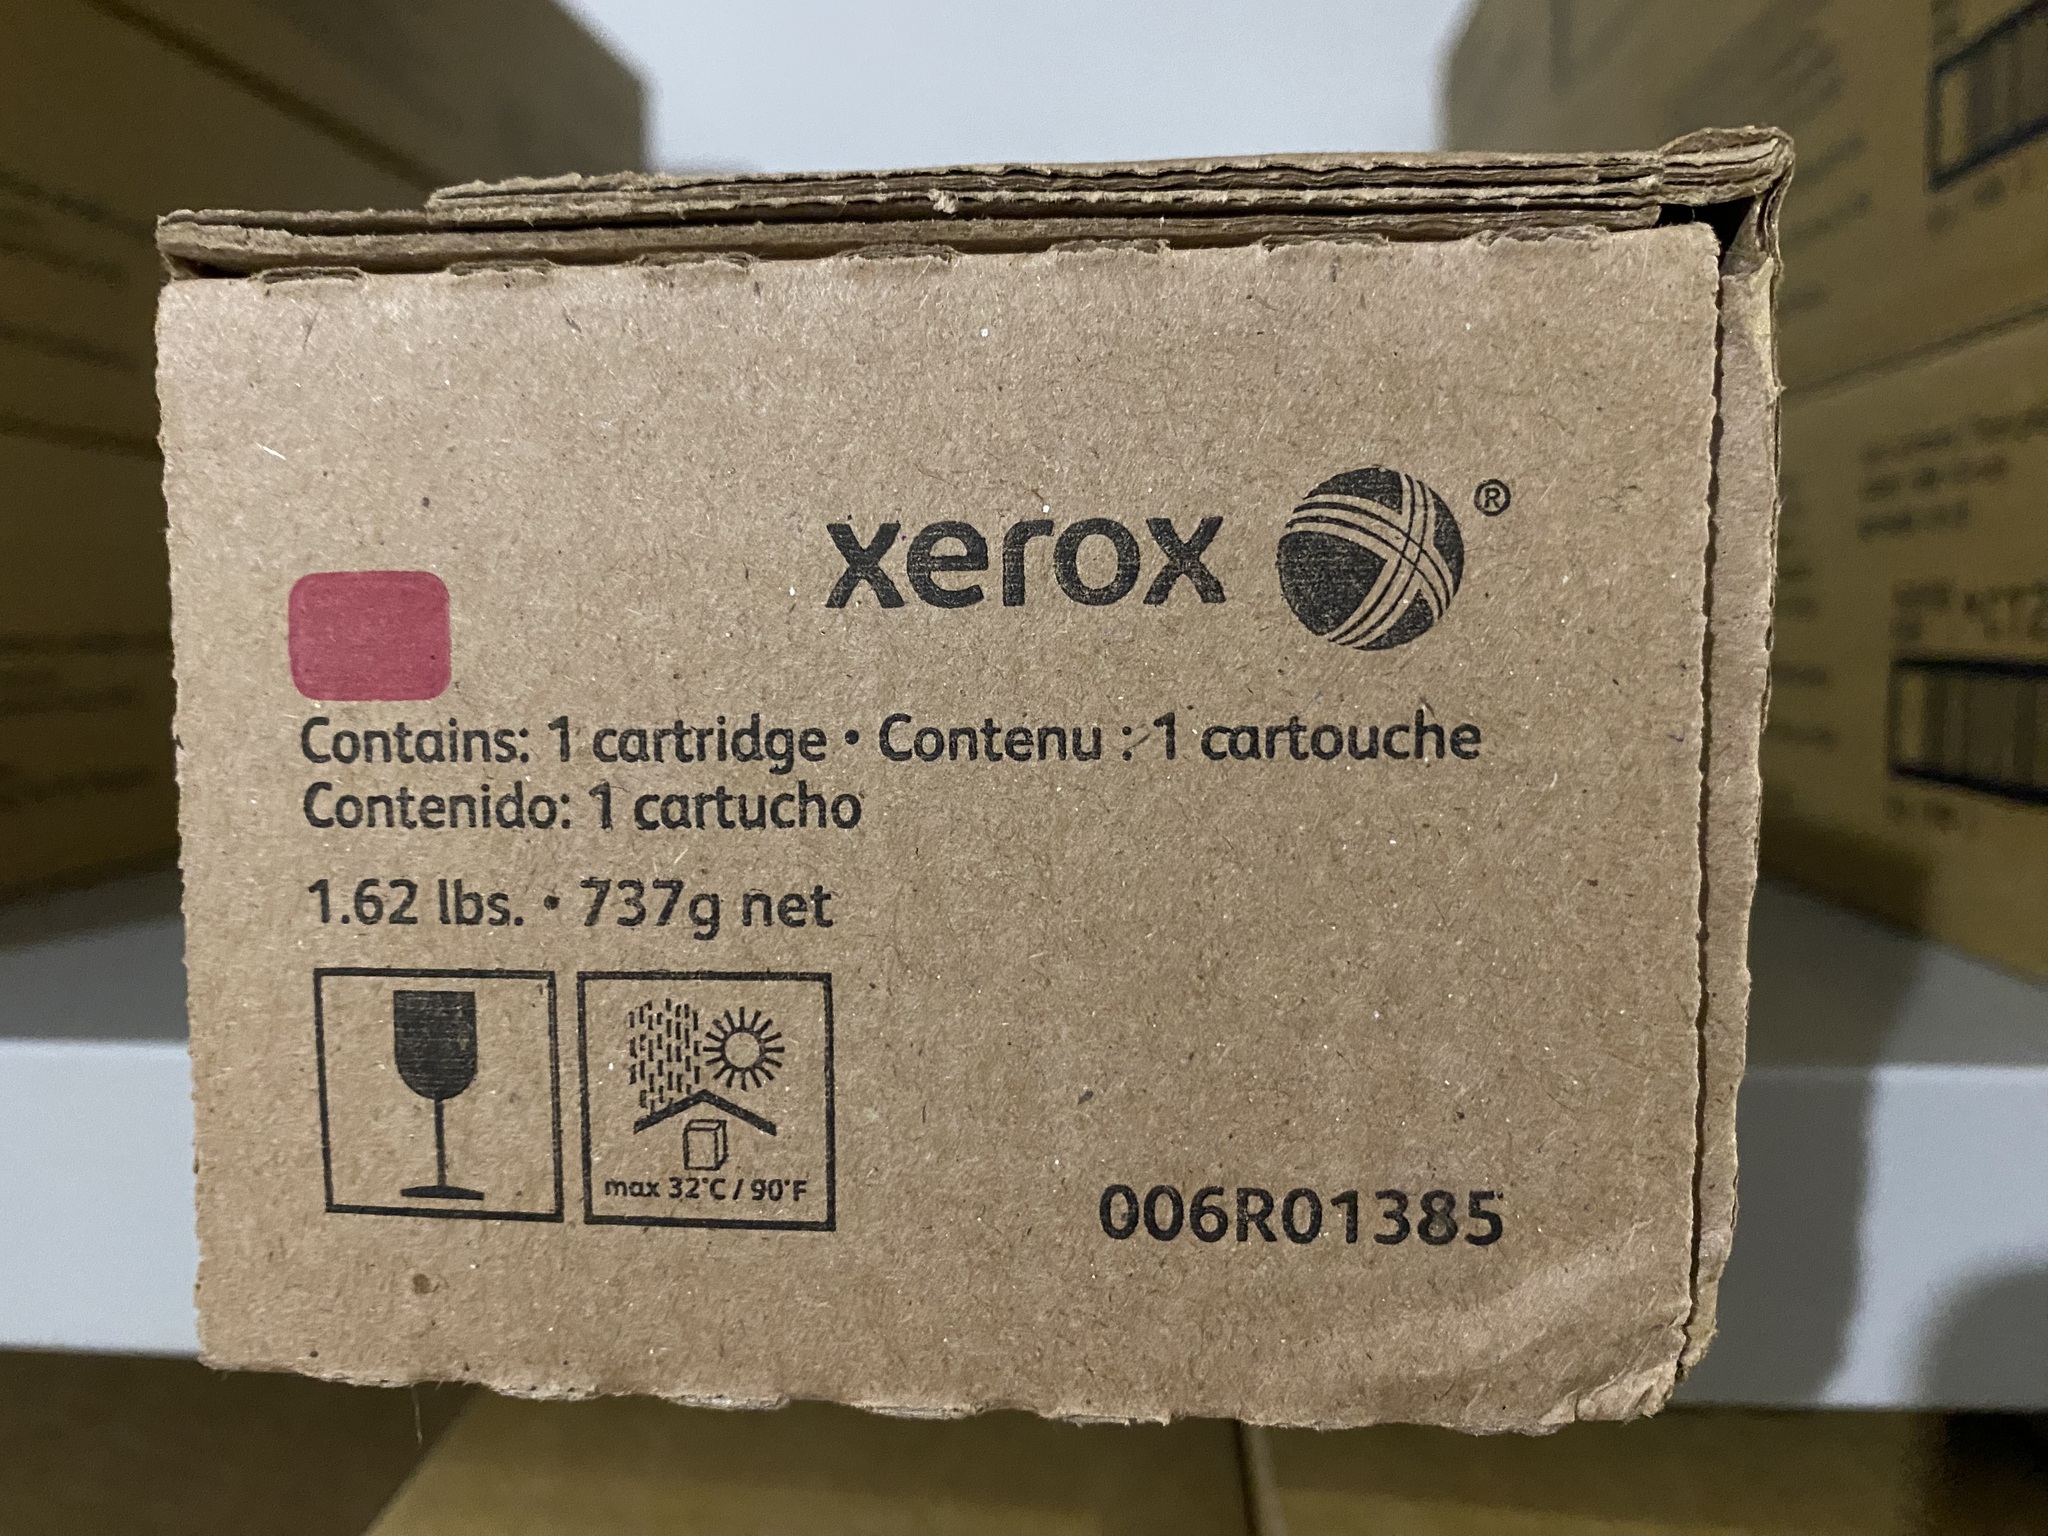 xerox ®
Contains: 1 cartridge • Contenu : 1 cartouche
Contenido: 1 cartucho
1.62 lbs. • 737g net
max 32°C / 90°F
006R01385